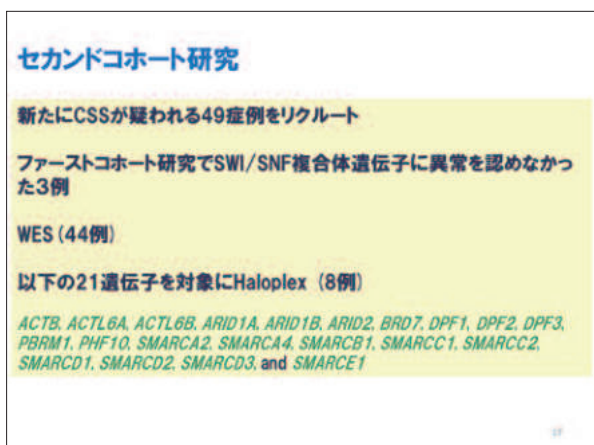 セカンドコホート研究
新たにCSSが疑われる49症例をリクルート
ファーストコホート研究でSWI/SNF複合体遺伝子に異常を認めなかっ
た3例
WES (44例)
以下の21遺伝子を対象にHaloplex (8例)
ACTB, ACTL6A, ACTL6B, ARID1A, ARID1B, ARID2, BRD7, DPF1, DPF2, DPF3,
PBRM1, PHF10, SMARCA2, SMARCA4, SMARCB1, SMARCC1, SMARCC2,
SMARCD1, SMARCD2, SMARCD3, and SMARCE1